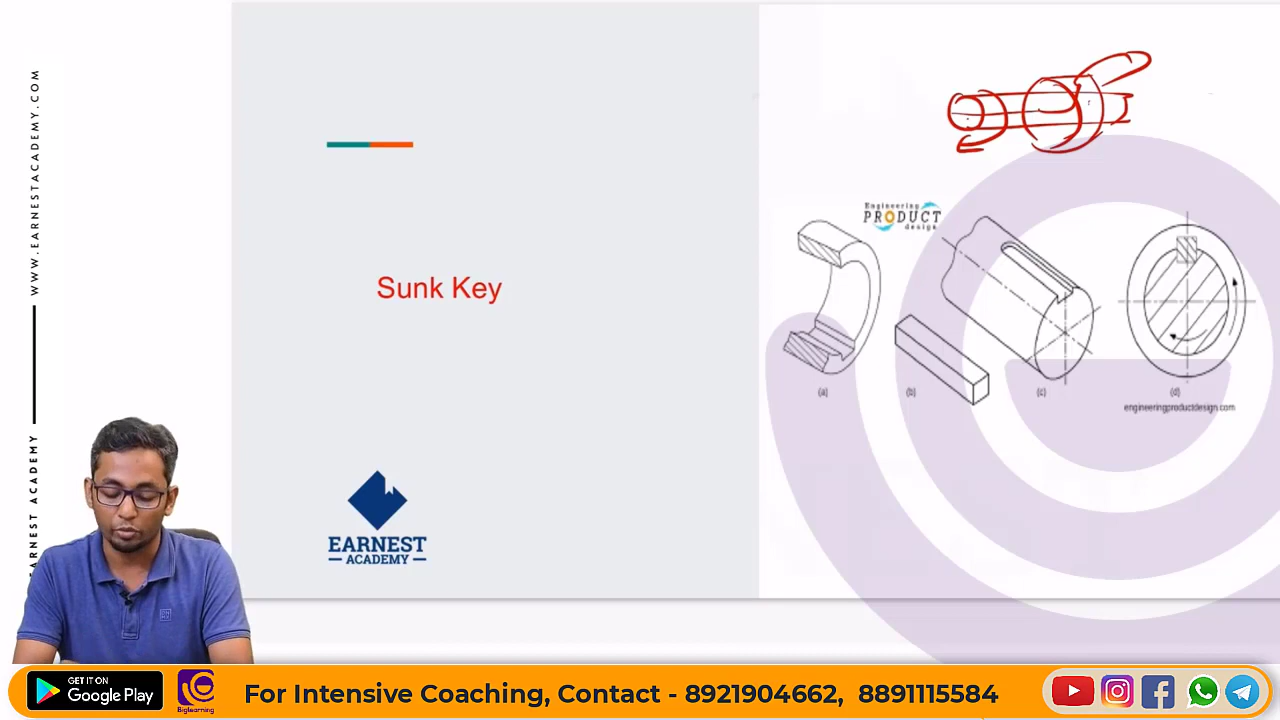 WWW.EARNESTACADEMY.COM
EARNEST ACADEMY
Sunk Key
EARNEST
ACADEMY
Engineering
PRODUCT
design
(a)
(b)
(c)
(d)
engineeringproductdesign.com
GET IT ON
Google Play
Biglearning
For Intensive Coaching, Contact - 8921904662, 8891115584